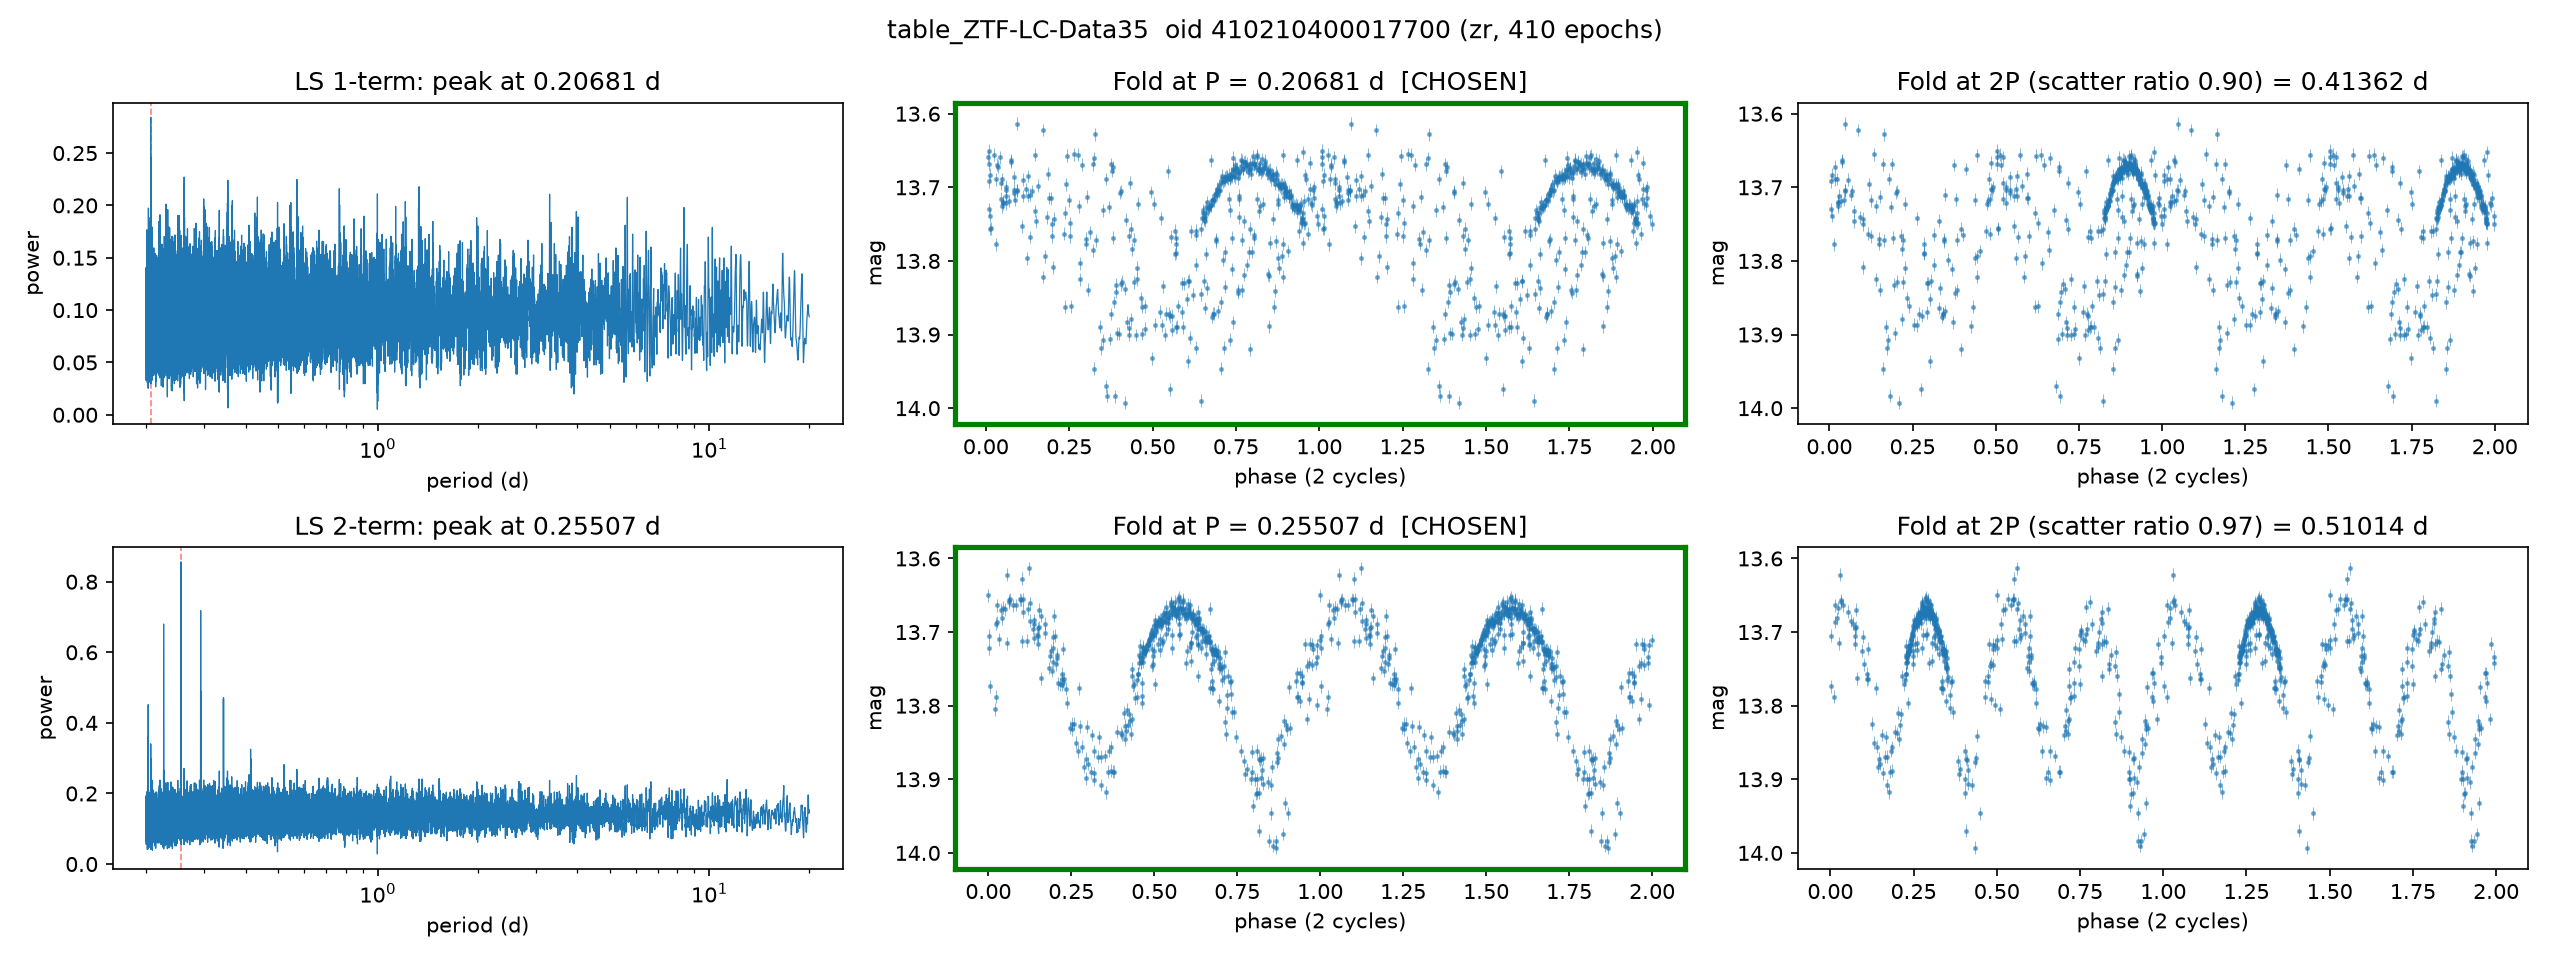 table_ZTF-LC-Data35  oid 410210400017700 (zr, 410 epochs)
LS 1-term: peak at 0.20681 d
Fold at P = 0.20681 d  [CHOSEN]
Fold at 2P (scatter ratio 0.90) = 0.41362 d
power
0.25
0.20
0.15
0.10
0.05
0.00
10⁰
10¹
period (d)
mag
13.6
13.7
13.8
13.9
14.0
0.00 0.25 0.50 0.75 1.00 1.25 1.50 1.75 2.00
phase (2 cycles)
mag
13.6
13.7
13.8
13.9
14.0
0.00 0.25 0.50 0.75 1.00 1.25 1.50 1.75 2.00
phase (2 cycles)
LS 2-term: peak at 0.25507 d
Fold at P = 0.25507 d  [CHOSEN]
Fold at 2P (scatter ratio 0.97) = 0.51014 d
power
0.8
0.6
0.4
0.2
0.0
10⁰
10¹
period (d)
mag
13.6
13.7
13.8
13.9
14.0
0.00 0.25 0.50 0.75 1.00 1.25 1.50 1.75 2.00
phase (2 cycles)
mag
13.6
13.7
13.8
13.9
14.0
0.00 0.25 0.50 0.75 1.00 1.25 1.50 1.75 2.00
phase (2 cycles)